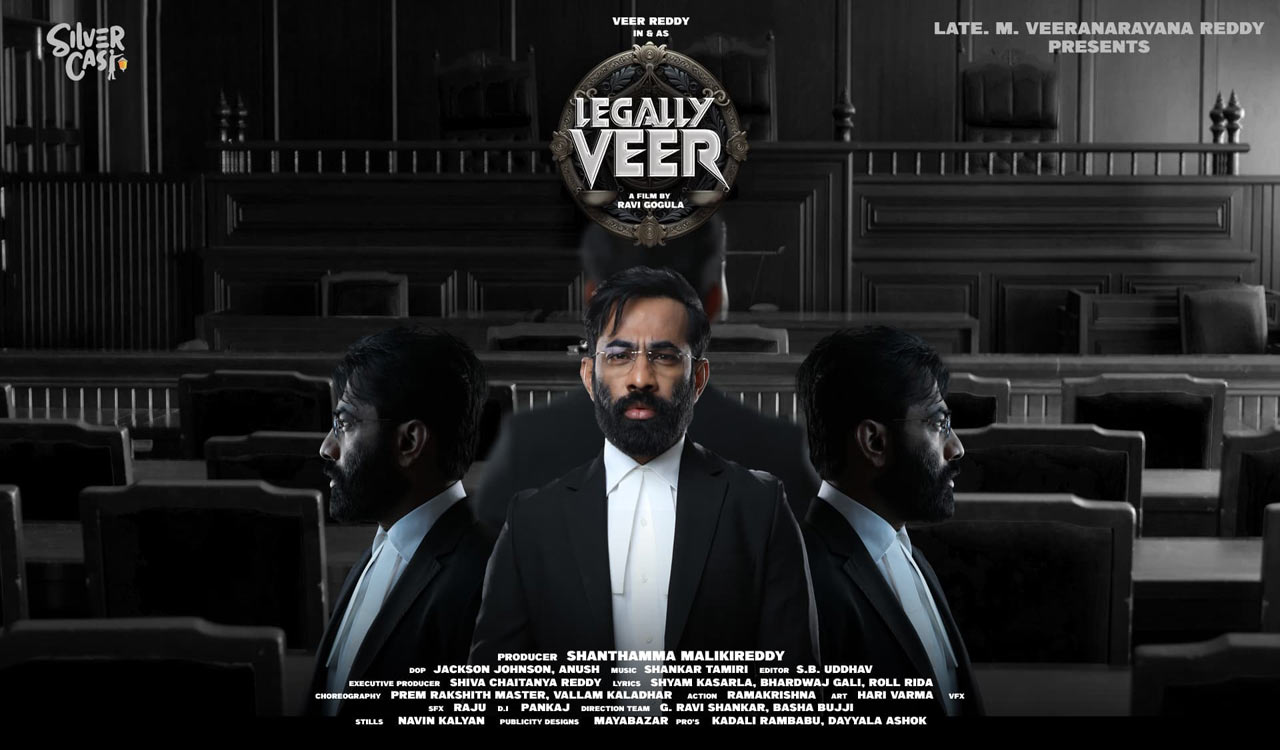 SILVER CAST
VEER REDDY
IN & AS
LEGALLY
VEER
A FILM BY
RAVI GOGULA
LATE. M. VEERANARAYANA REDDY
PRESENTS
PRODUCER SHANTHAMMA MALIKIREDDY
DOP JACKSON JOHNSON, ANUSH MUSIC SHANKAR TAMIRI EDITOR S.B. UDDHAV
EXECUTIVE PRODUCER SHIVA CHAITANYA REDDY LYRICS SHYAM KASARLA, BHARDWAJ GALI, ROLL RIDA
CHOREOGRAPHY PREM RAKSHITH MASTER, VALLAM KALADHAR ACTION RAMAKRISHNA ART HARI VARMA VFX
SFX RAJU D.I PANKAJ DIRECTION TEAM G. RAVI SHANKAR, BASHA BUJJI
STILLS NAVIN KALYAN PUBLICITY DESIGNS MAYABAZAR PRO'S KADALI RAMBABU, DAYYALA ASHOK